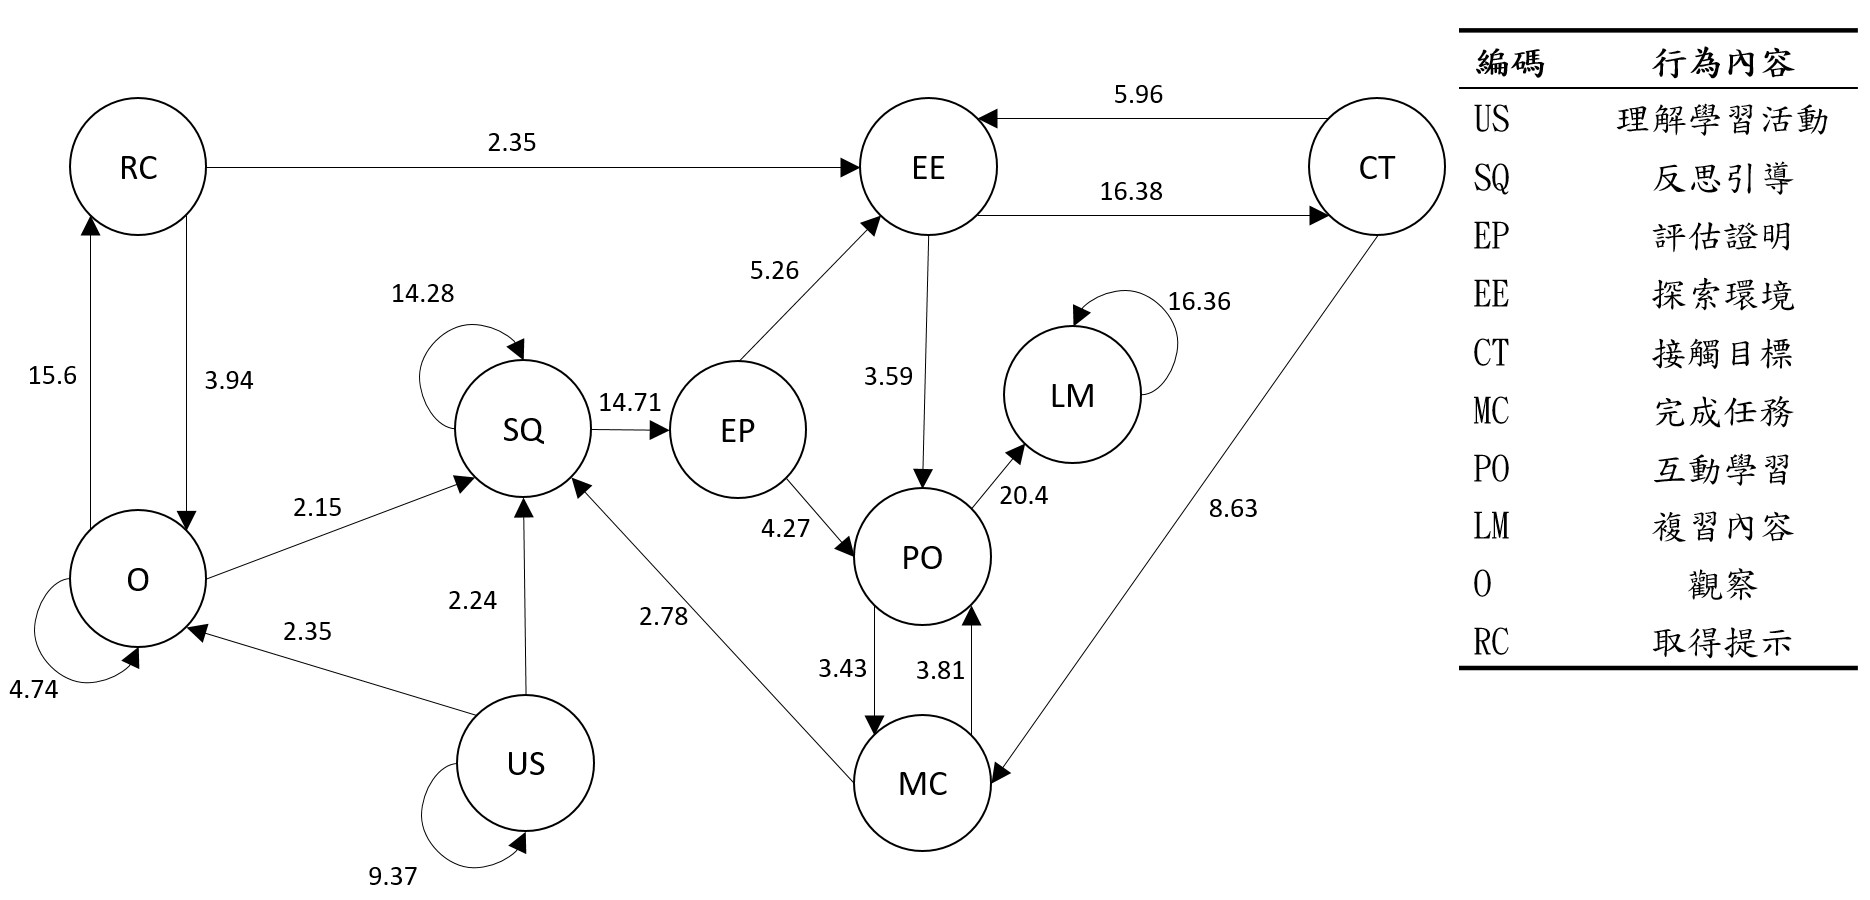 5.96
2.35
RC
EE
CT
16.38
5.26
14.28
16.36
15.6
3.94
3.59
LM
14.71
SQ
EP
20.4
2.15
8.63
4.27
PO
O
2.24
2.78
2.35
3.43
3.81
4.74
US
MC
9.37
編碼 行為內容
US 理解學習活動
SQ 反思引導
EP 評估證明
EE 探索環境
CT 接觸目標
MC 完成任務
PO 互動學習
LM 複習內容
O 觀察
RC 取得提示